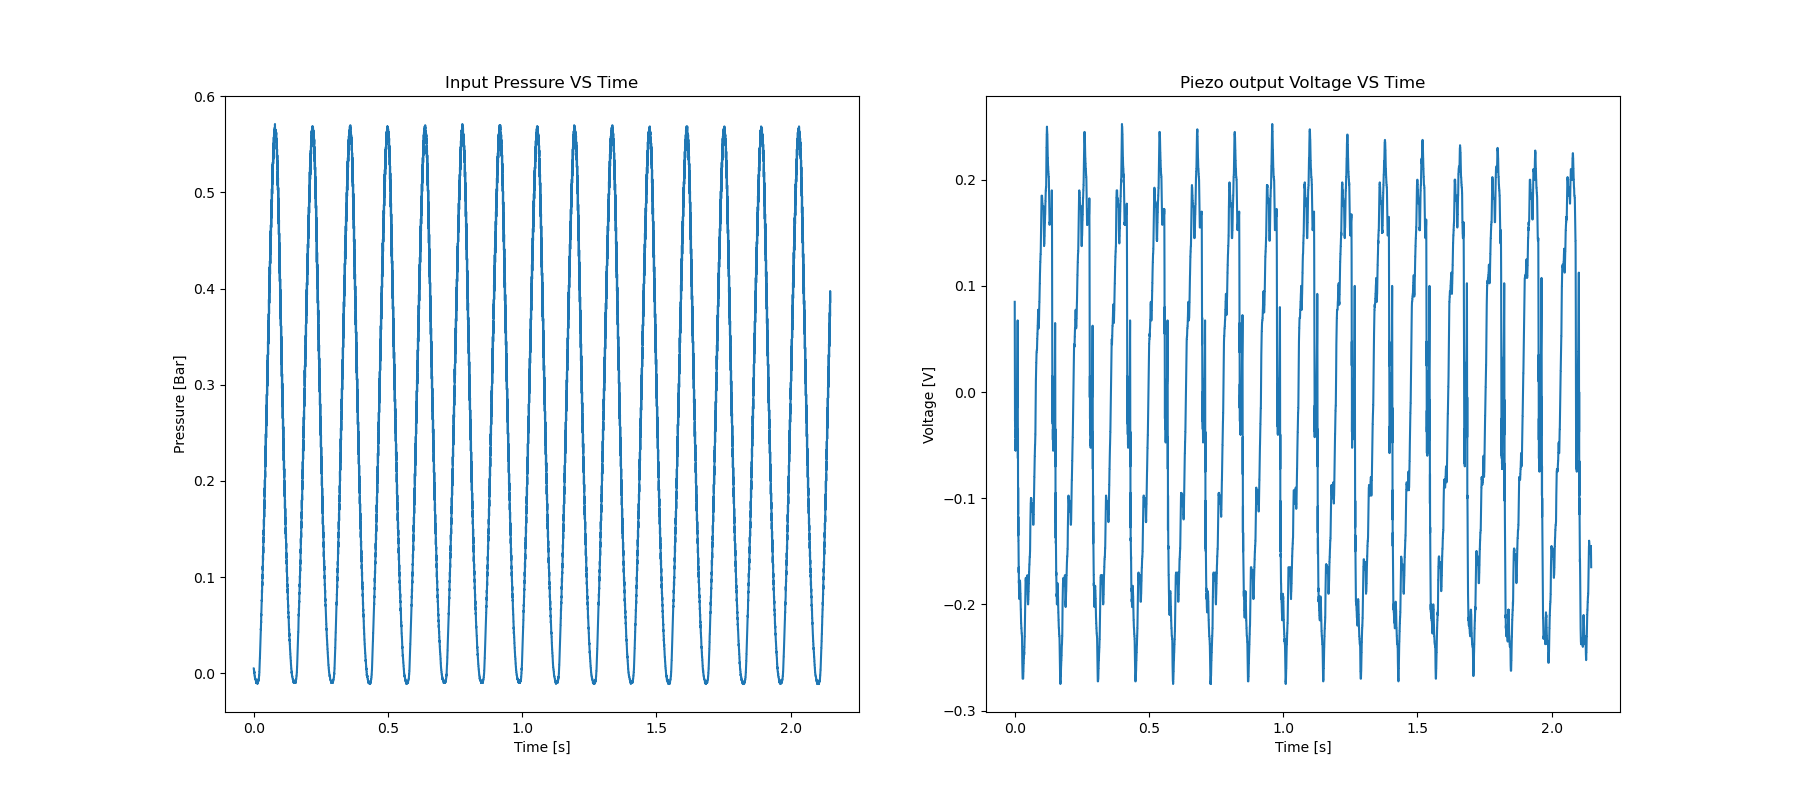 Input Pressure VS Time
Pressure [Bar]
0.6
0.5
0.4
0.3
0.2
0.1
0.0
0.0 0.5 1.0 1.5 2.0
Time [s]
Piezo output Voltage VS Time
Voltage [V]
0.2
0.1
0.0
−0.1
−0.2
−0.3
0.0 0.5 1.0 1.5 2.0
Time [s]